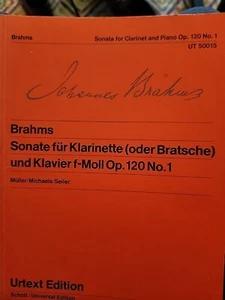 Brahms
Sonata for Clarinet and Piano Op. 120 No. 1
UT 50015
Johannes Brahms
Brahms
Sonate für Klarinette (oder Bratsche)
und Klavier f-Moll Op. 120 No. 1
Müller/Michaels Seiler
Urtext Edition
Schott/Universal Edition